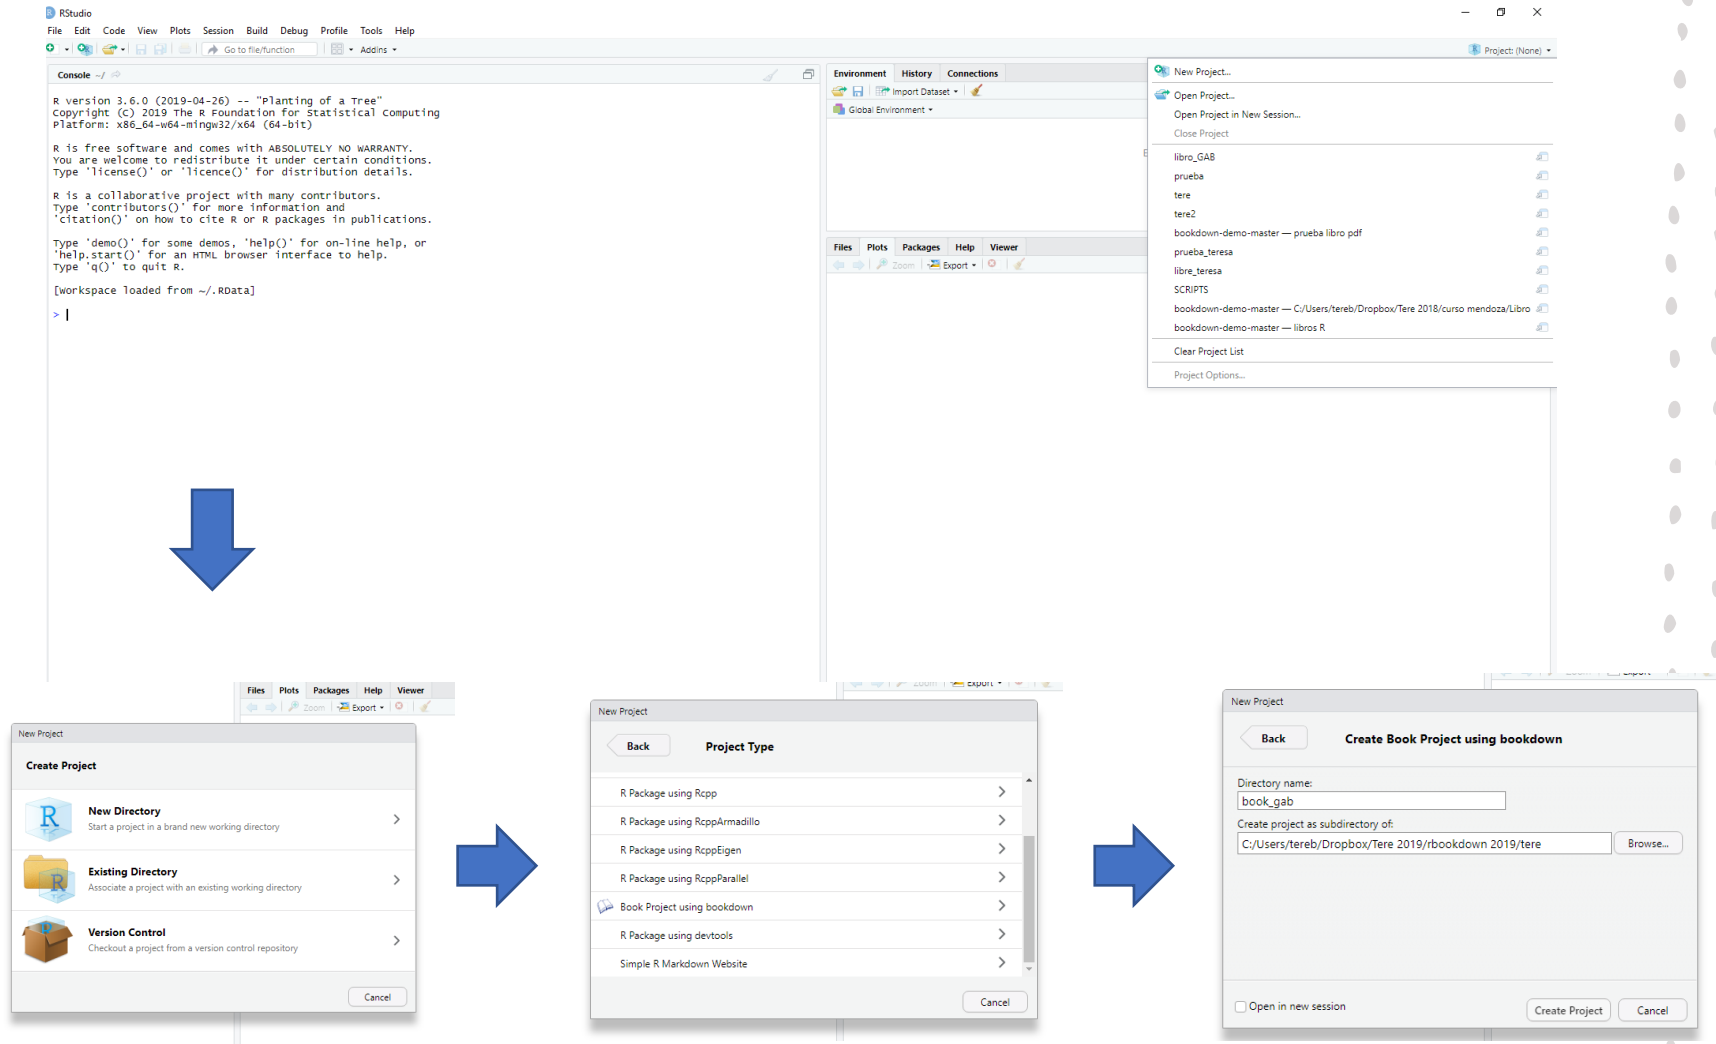 RStudio
File Edit Code View Plots Session Build Debug Profile Tools Help
Go to file/function Addins
Project: (None)
Console ~/
R version 3.6.0 (2019-04-26) -- "Planting of a Tree"
Copyright (C) 2019 The R Foundation for Statistical Computing
Platform: x86_64-w64-mingw32/x64 (64-bit)
R is free software and comes with ABSOLUTELY NO WARRANTY.
You are welcome to redistribute it under certain conditions.
Type 'license()' or 'licence()' for distribution details.
R is a collaborative project with many contributors.
Type 'contributors()' for more information and
'citation()' on how to cite R or R packages in publications.
Type 'demo()' for some demos, 'help()' for on-line help, or
'help.start()' for an HTML browser interface to help.
Type 'q()' to quit R.
[Workspace loaded from ~/.RData]
>
Environment History Connections
Import Dataset
Global Environment
Files Plots Packages Help Viewer
Zoom Export
New Project...
Open Project...
Open Project in New Session...
Close Project
libro_GAB
prueba
tere
tere2
bookdown-demo-master — prueba libro pdf
prueba_teresa
libre_teresa
SCRIPTS
bookdown-demo-master — C:/Users/tereb/Dropbox/Tere 2018/curso mendoza/Libro
bookdown-demo-master — libros R
Clear Project List
Project Options...
Files Plots Packages Help Viewer
Zoom Export
New Project
Create Project
New Directory
Start a project in a brand new working directory
Existing Directory
Associate a project with an existing working directory
Version Control
Checkout a project from a version control repository
Cancel
Zoom Export
New Project
Back Project Type
R Package using Rcpp
R Package using RcppArmadillo
R Package using RcppEigen
R Package using RcppParallel
Book Project using bookdown
R Package using devtools
Simple R Markdown Website
Cancel
New Project
Back Create Book Project using bookdown
Directory name:
book_gab
Create project as subdirectory of:
C:/Users/tereb/Dropbox/Tere 2019/rbookdown 2019/tere Browse...
Open in new session Create Project Cancel